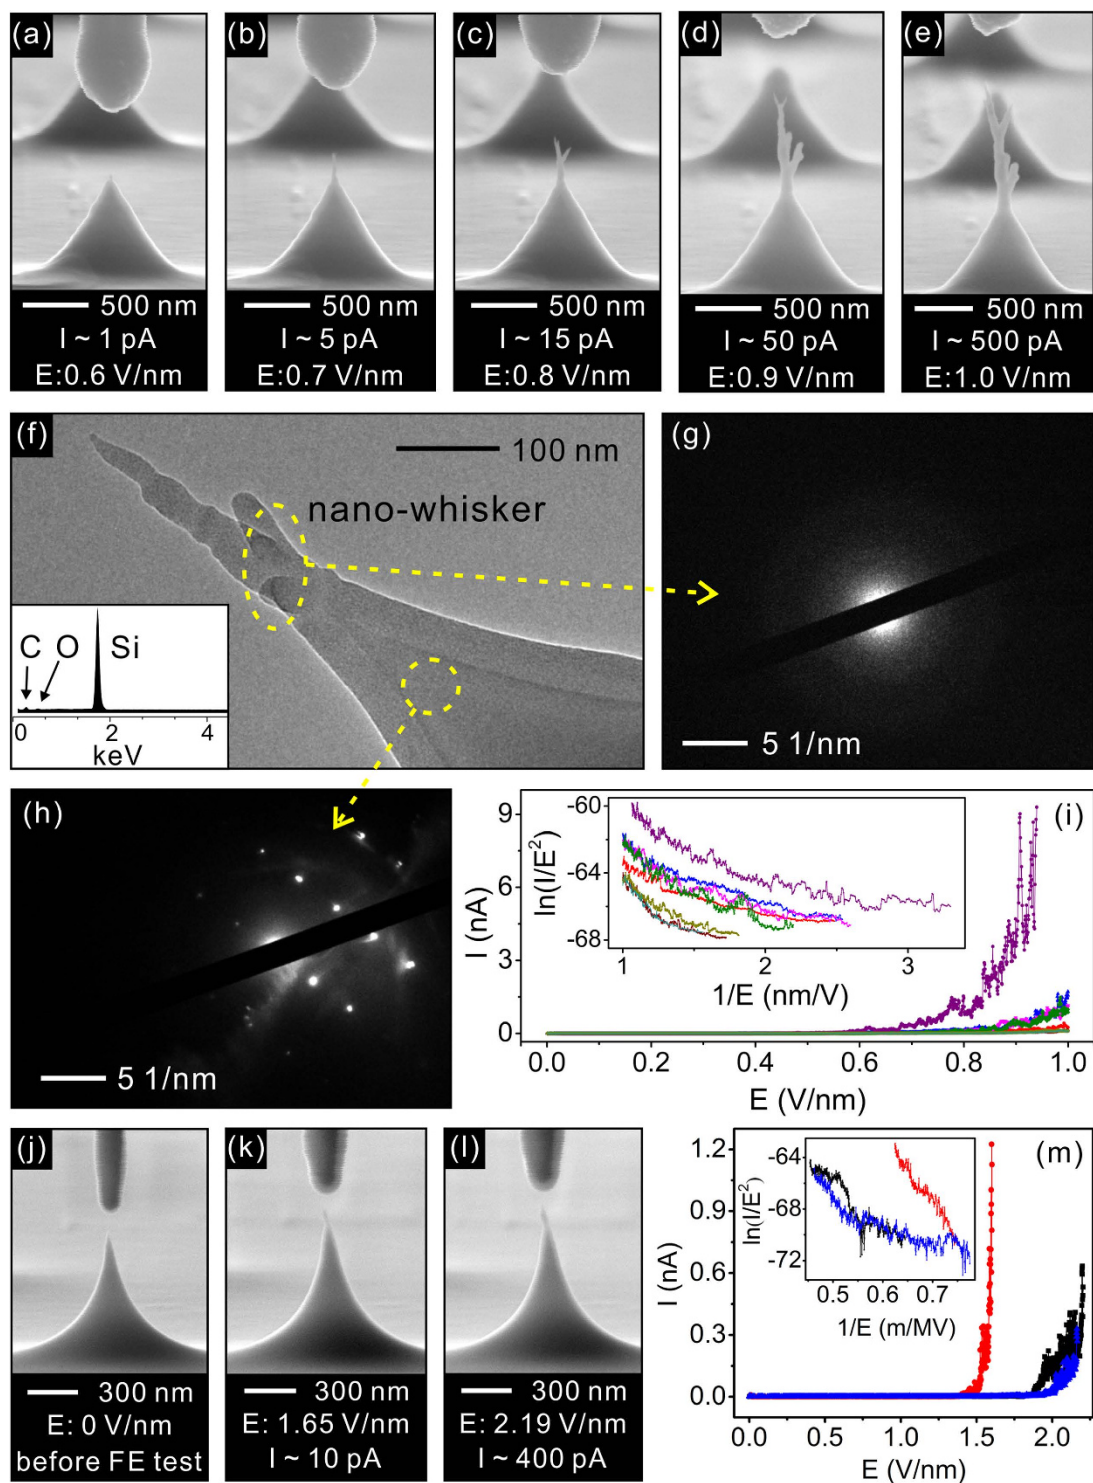 (a)
500 nm
I ~ 1 pA
E:0.6 V/nm
(b)
500 nm
I ~ 5 pA
E:0.7 V/nm
(c)
500 nm
I ~ 15 pA
E:0.8 V/nm
(d)
500 nm
I ~ 50 pA
E:0.9 V/nm
(e)
500 nm
I ~ 500 pA
E:1.0 V/nm
(f)
100 nm
nano-whisker
C O Si
0 2 4
keV
(g)
5 1/nm
(h)
5 1/nm
(i)
9
6
3
0
I (nA)
0.0 0.2 0.4 0.6 0.8 1.0
E (V/nm)
-60
-64
-68
ln(I/E²)
1 2 3
1/E (nm/V)
(j)
300 nm
E: 0 V/nm
before FE test
(k)
300 nm
E: 1.65 V/nm
I ~ 10 pA
(l)
300 nm
E: 2.19 V/nm
I ~ 400 pA
(m)
1.2
0.9
0.6
0.3
0.0
I (nA)
0.0 0.5 1.0 1.5 2.0
E (V/nm)
-64
-68
-72
ln(I/E²)
0.5 0.6 0.7
1/E (m/MV)